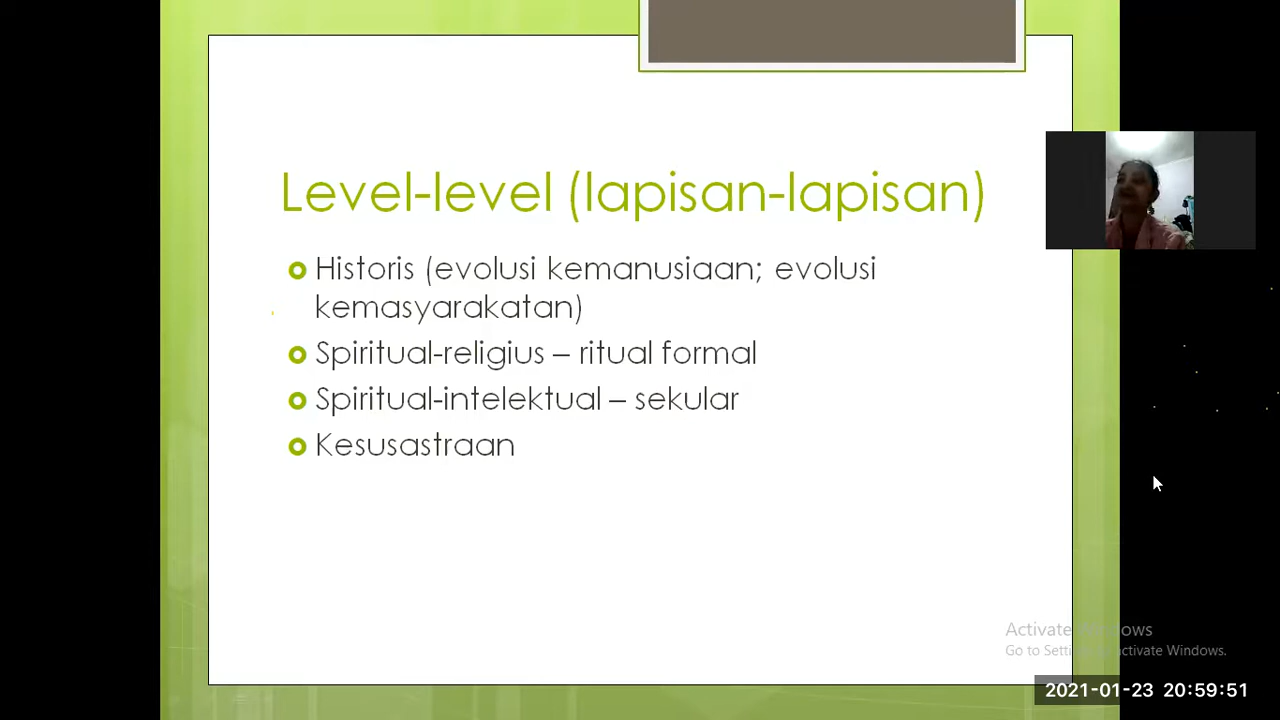 Level-level (lapisan-lapisan)
Historis (evolusi kemanusiaan; evolusi
kemasyarakatan)
Spiritual-religius – ritual formal
Spiritual-intelektual – sekular
Kesusastraan
Activate Windows
Go to Settings to activate Windows.
2021-01-23 20:59:51